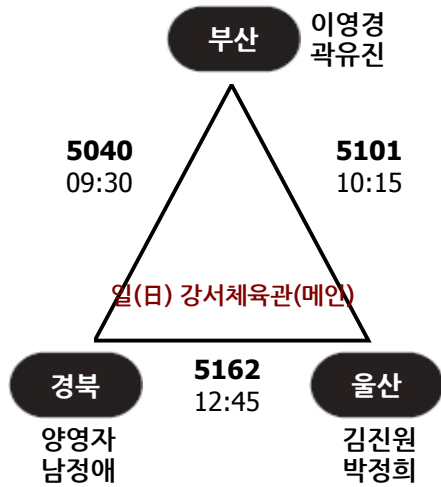 부산
이영경
곽유진
5040
09:30
5101
10:15
일(日) 강서체육관(메인)
경북
5162
12:45
울산
양영자
남정애
김진원
박정희